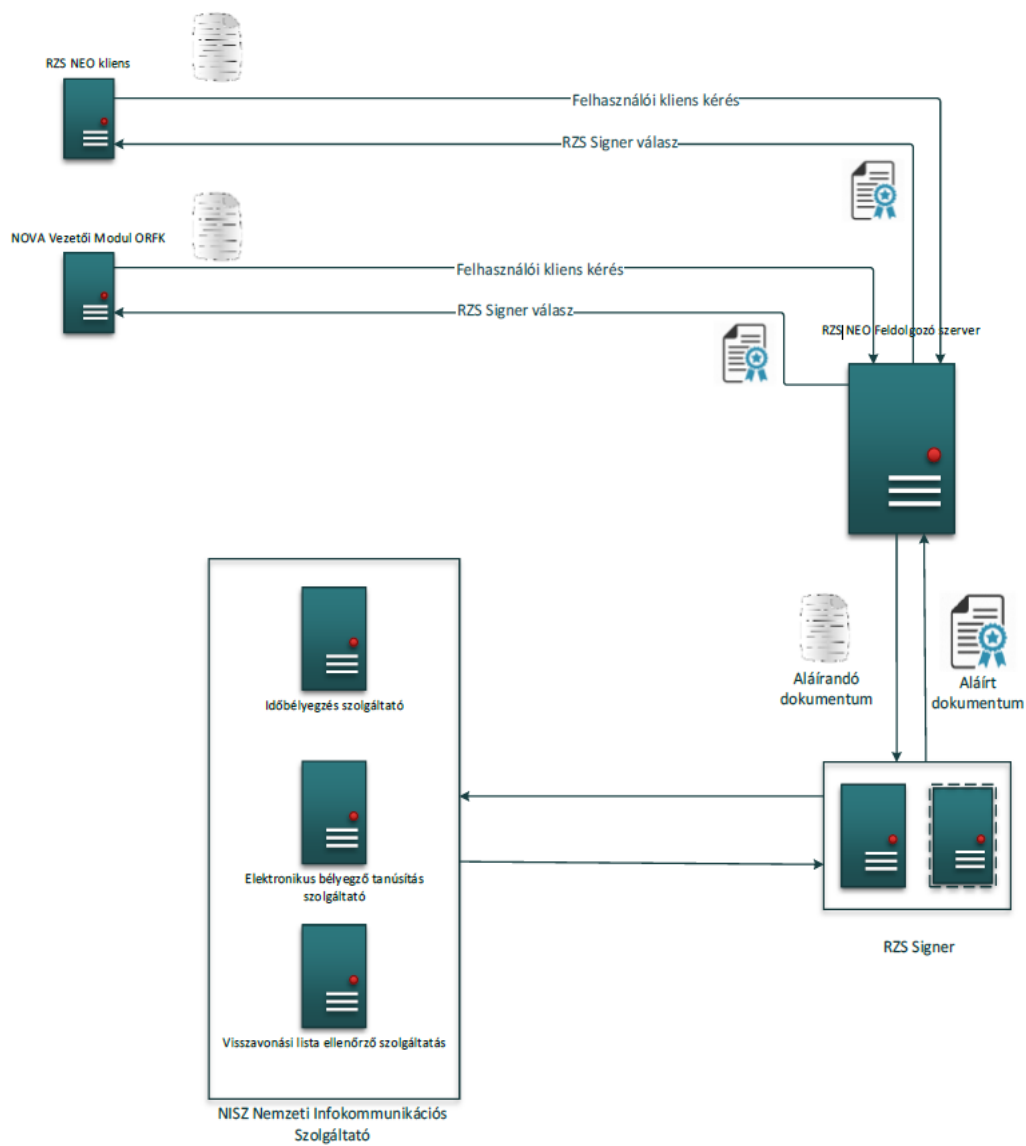 RZS NEO kliens
Felhasználói kliens kérés
RZS Signer válasz
NOVA Vezetői Modul ORFK
Felhasználói kliens kérés
RZS Signer válasz
RZS NEO Feldolgozó szerver
Aláírandó
dokumentum
Aláírt
dokumentum
Időbélyegzés szolgáltató
Elektronikus bélyegző tanúsítás
szolgáltató
Visszavonási lista ellenőrző szolgáltatás
RZS Signer
NISZ Nemzeti Infokommunikációs
Szolgáltató